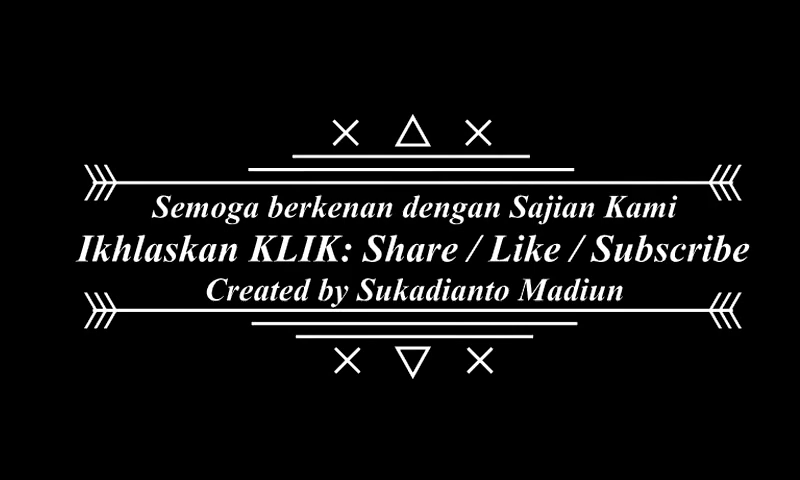 Semoga berkenan dengan Sajian Kami
Ikhlaskan KLIK: Share / Like / Subscribe
Created by Sukadianto Madiun